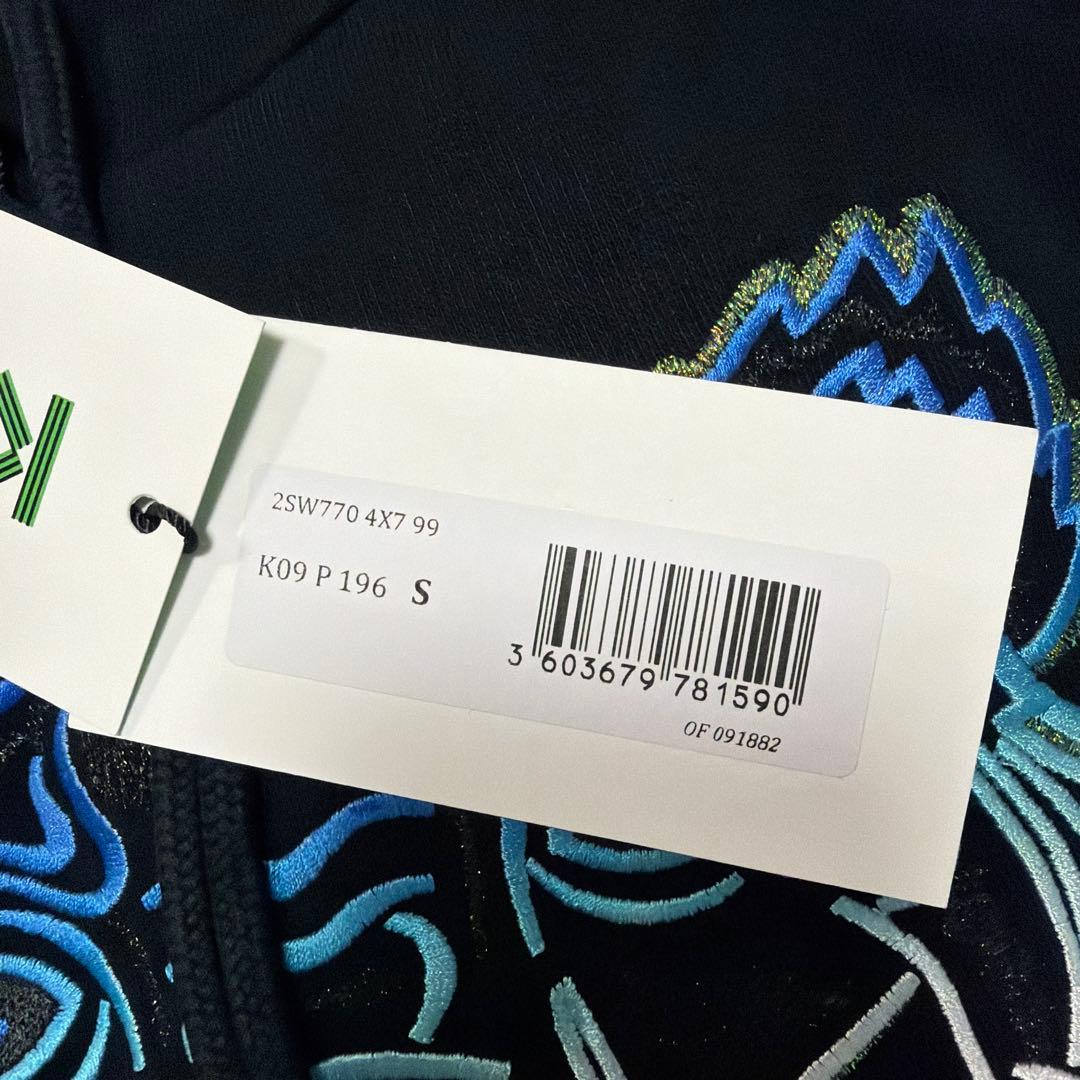 K
2SW770 4X7 99
K09 P 196 S
3 603679 781590
OF 091882